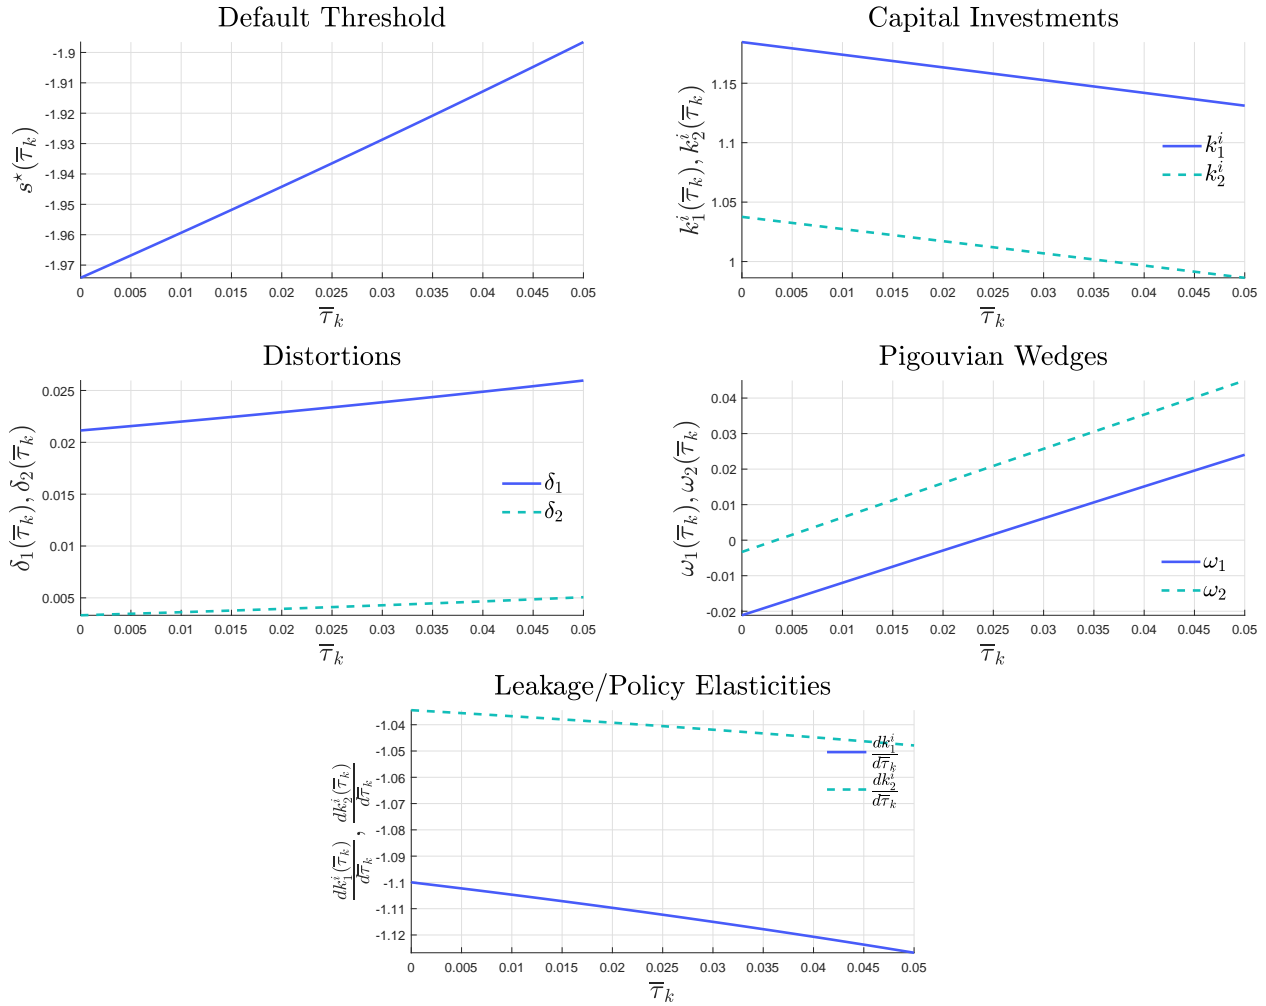 Default Threshold
s⋆(τ̄k)
-1.9
-1.91
-1.92
-1.93
-1.94
-1.95
-1.96
-1.97
0 0.005 0.01 0.015 0.02 0.025 0.03 0.035 0.04 0.045 0.05
τ̄k
Capital Investments
k₁ⁱ(τ̄k), k₂ⁱ(τ̄k)
1.15
1.1
1.05
1
k₁ⁱ
k₂ⁱ
0 0.005 0.01 0.015 0.02 0.025 0.03 0.035 0.04 0.045 0.05
τ̄k
Distortions
δ₁(τ̄k), δ₂(τ̄k)
0.025
0.02
0.015
0.01
0.005
δ₁
δ₂
0 0.005 0.01 0.015 0.02 0.025 0.03 0.035 0.04 0.045 0.05
τ̄k
Pigouvian Wedges
ω₁(τ̄k), ω₂(τ̄k)
0.04
0.03
0.02
0.01
0
-0.01
-0.02
ω₁
ω₂
0 0.005 0.01 0.015 0.02 0.025 0.03 0.035 0.04 0.045 0.05
τ̄k
Leakage/Policy Elasticities
dk₁ⁱ(τ̄k)/dτ̄k, dk₂ⁱ(τ̄k)/dτ̄k
-1.04
-1.05
-1.06
-1.07
-1.08
-1.09
-1.1
-1.11
-1.12
dk₁ⁱ/dτ̄k
dk₂ⁱ/dτ̄k
0 0.005 0.01 0.015 0.02 0.025 0.03 0.035 0.04 0.045 0.05
τ̄k